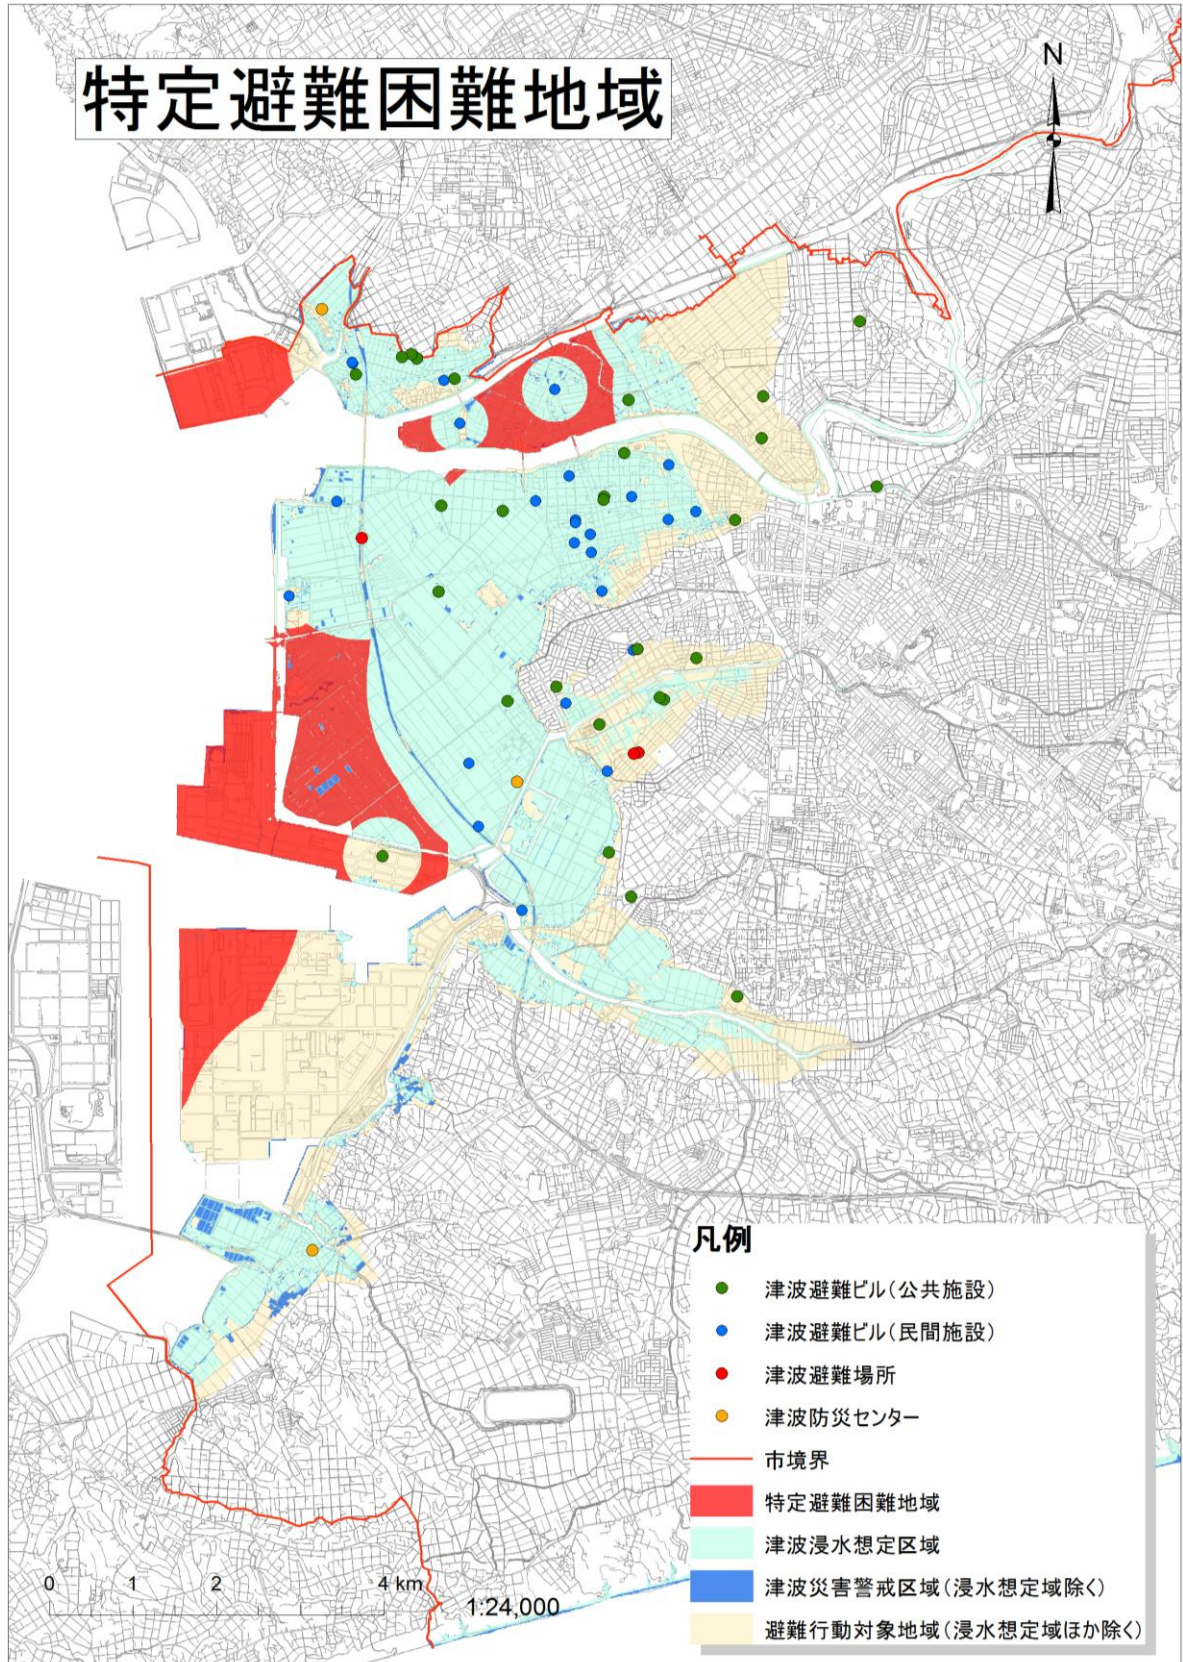 特定避難困難地域
N
凡例
津波避難ビル(公共施設)
津波避難ビル(民間施設)
津波避難場所
津波防災センター
市境界
特定避難困難地域
津波浸水想定区域
津波災害警戒区域(浸水想定域除く)
避難行動対象地域(浸水想定域ほか除く)
0 1 2 4 km
1:24,000